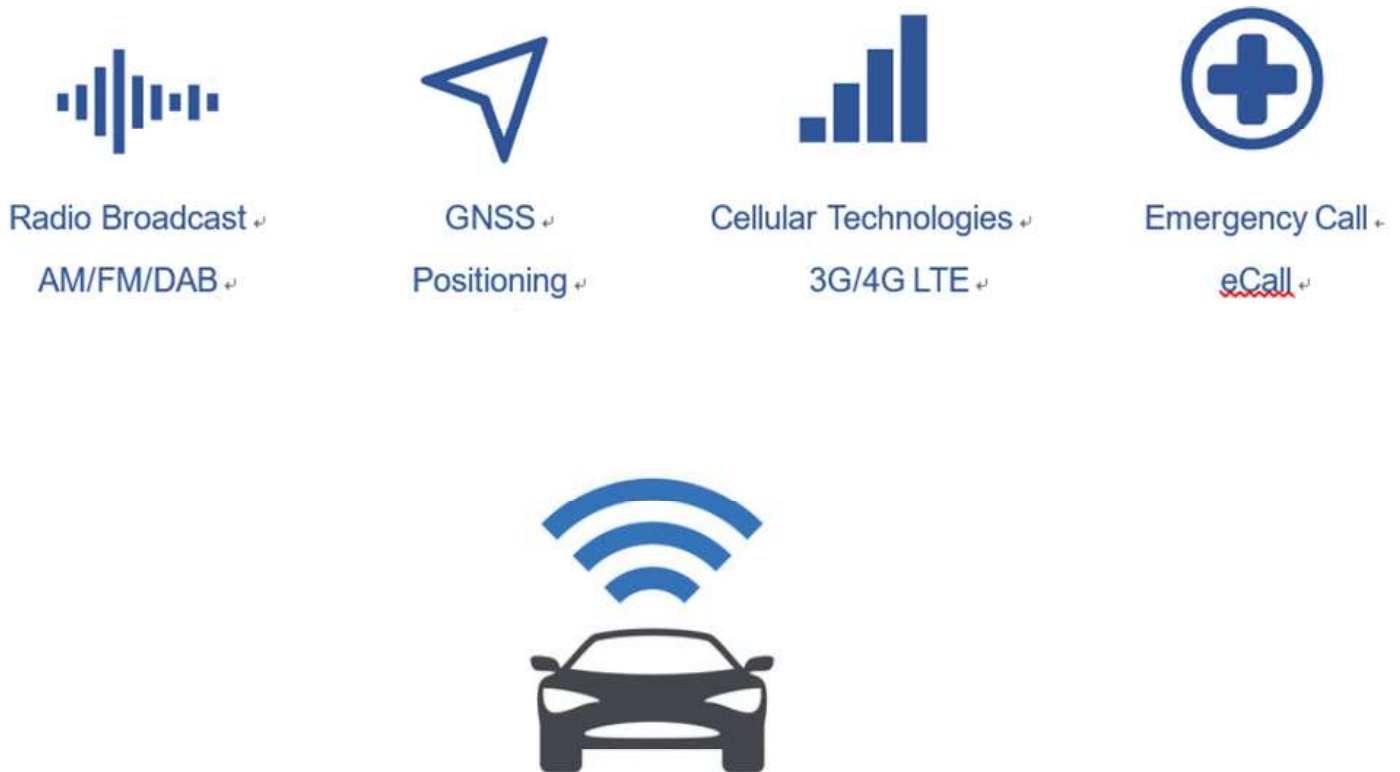 Radio Broadcast
AM/FM/DAB
GNSS
Positioning
Cellular Technologies
3G/4G LTE
Emergency Call
eCall